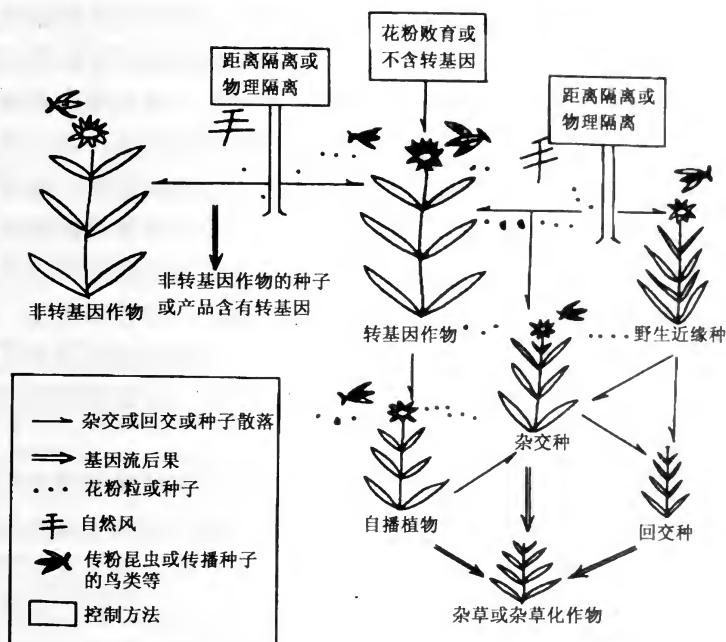 花粉败育或
不含转基因
距离隔离或
物理隔离
距离隔离或
物理隔离
非转基因作物
非转基因作物的种子
或产品含有转基因
转基因作物
野生近缘种
杂交种
自播植物
回交种
杂草或杂草化作物
杂交或回交或种子散落
基因流后果
花粉粒或种子
自然风
传粉昆虫或传播种子
的鸟类等
控制方法